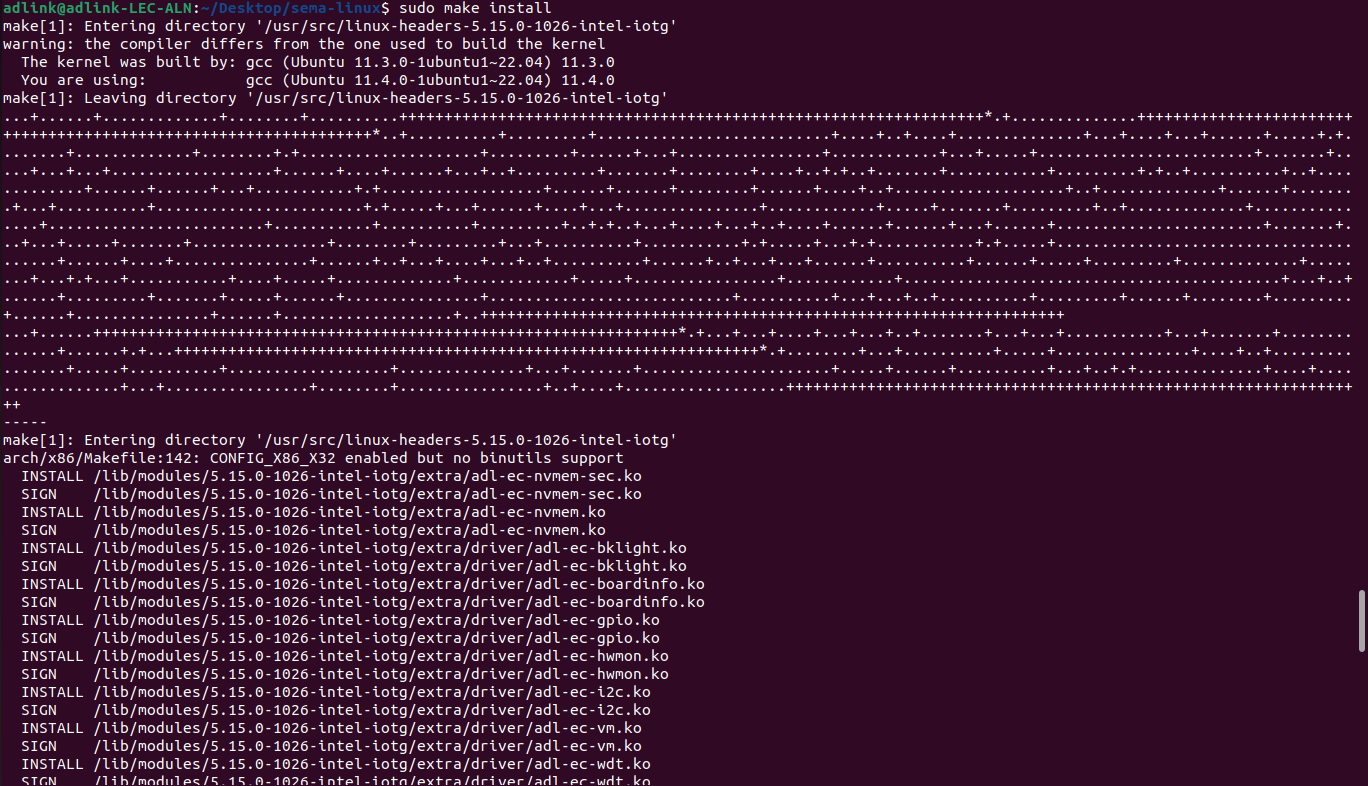 adlink@adlink-LEC-ALN:~/Desktop/sema-linux$ sudo make install
make[1]: Entering directory '/usr/src/linux-headers-5.15.0-1026-intel-iotg'
warning: the compiler differs from the one used to build the kernel
  The kernel was built by: gcc (Ubuntu 11.3.0-1ubuntu1~22.04) 11.3.0
  You are using:           gcc (Ubuntu 11.4.0-1ubuntu1~22.04) 11.4.0
make[1]: Leaving directory '/usr/src/linux-headers-5.15.0-1026-intel-iotg'
++
-----
make[1]: Entering directory '/usr/src/linux-headers-5.15.0-1026-intel-iotg'
arch/x86/Makefile:142: CONFIG_X86_X32 enabled but no binutils support
  INSTALL /lib/modules/5.15.0-1026-intel-iotg/extra/adl-ec-nvmem-sec.ko
  SIGN    /lib/modules/5.15.0-1026-intel-iotg/extra/adl-ec-nvmem-sec.ko
  INSTALL /lib/modules/5.15.0-1026-intel-iotg/extra/adl-ec-nvmem.ko
  SIGN    /lib/modules/5.15.0-1026-intel-iotg/extra/adl-ec-nvmem.ko
  INSTALL /lib/modules/5.15.0-1026-intel-iotg/extra/driver/adl-ec-bklight.ko
  SIGN    /lib/modules/5.15.0-1026-intel-iotg/extra/driver/adl-ec-bklight.ko
  INSTALL /lib/modules/5.15.0-1026-intel-iotg/extra/driver/adl-ec-boardinfo.ko
  SIGN    /lib/modules/5.15.0-1026-intel-iotg/extra/driver/adl-ec-boardinfo.ko
  INSTALL /lib/modules/5.15.0-1026-intel-iotg/extra/driver/adl-ec-gpio.ko
  SIGN    /lib/modules/5.15.0-1026-intel-iotg/extra/driver/adl-ec-gpio.ko
  INSTALL /lib/modules/5.15.0-1026-intel-iotg/extra/driver/adl-ec-hwmon.ko
  SIGN    /lib/modules/5.15.0-1026-intel-iotg/extra/driver/adl-ec-hwmon.ko
  INSTALL /lib/modules/5.15.0-1026-intel-iotg/extra/driver/adl-ec-i2c.ko
  SIGN    /lib/modules/5.15.0-1026-intel-iotg/extra/driver/adl-ec-i2c.ko
  INSTALL /lib/modules/5.15.0-1026-intel-iotg/extra/driver/adl-ec-vm.ko
  SIGN    /lib/modules/5.15.0-1026-intel-iotg/extra/driver/adl-ec-vm.ko
  INSTALL /lib/modules/5.15.0-1026-intel-iotg/extra/driver/adl-ec-wdt.ko
  SIGN    /lib/modules/5.15.0-1026-intel-iotg/extra/driver/adl-ec-wdt.ko